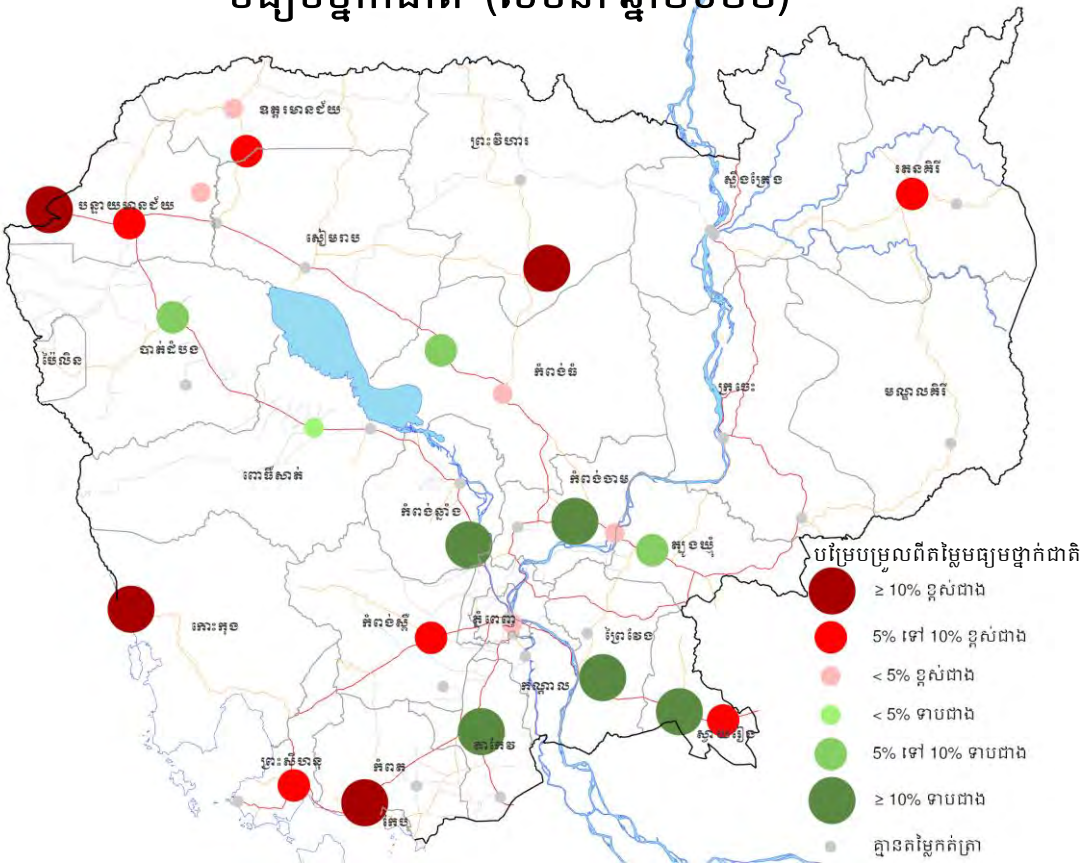 ឧត្តរមានជ័យ
ព្រះវិហារ
ស្ទឹងត្រែង
រតនគិរី
បន្ទាយមានជ័យ
សៀមរាប
ប៉ៃលិន
បាត់ដំបង
កំពង់ធំ
ក្រចេះ
មណ្ឌលគិរី
ពោធិ៍សាត់
កំពង់ចាម
កំពង់ឆ្នាំង
ត្បូងឃ្មុំ
កោះកុង
កំពង់ស្ពឺ
ភ្នំពេញ
ព្រៃវែង
កណ្ដាល
ស្វាយរៀង
តាកែវ
ព្រះសីហនុ
កំពត
កែប
បម្រែបម្រួលពីតម្លៃមធ្យមថ្នាក់ជាតិ
≥ 10% ខ្ពស់ជាង
5% ទៅ 10% ខ្ពស់ជាង
< 5% ខ្ពស់ជាង
< 5% ទាបជាង
5% ទៅ 10% ទាបជាង
≥ 10% ទាបជាង
គ្មានតម្លៃកត់ត្រា